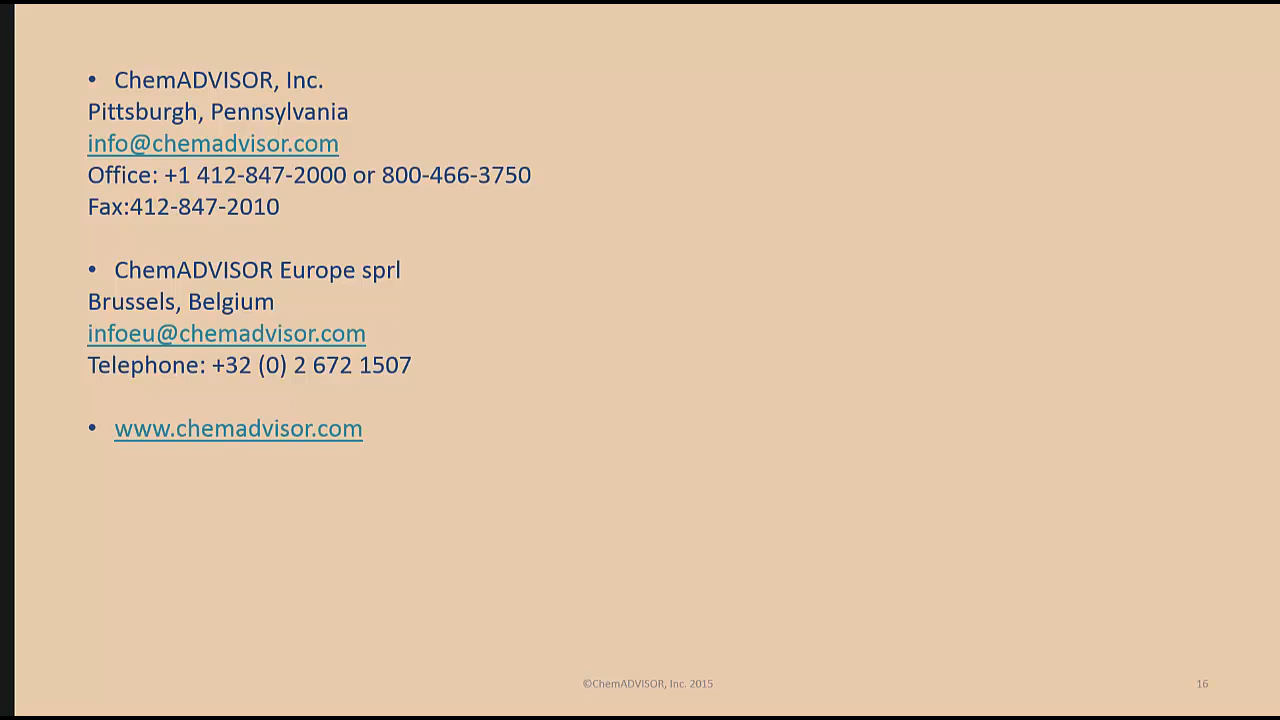 • ChemADVISOR, Inc.
Pittsburgh, Pennsylvania
info@chemadvisor.com
Office: +1 412-847-2000 or 800-466-3750
Fax:412-847-2010
• ChemADVISOR Europe sprl
Brussels, Belgium
infoeu@chemadvisor.com
Telephone: +32 (0) 2 672 1507
• www.chemadvisor.com
©ChemADVISOR, Inc. 2015
16